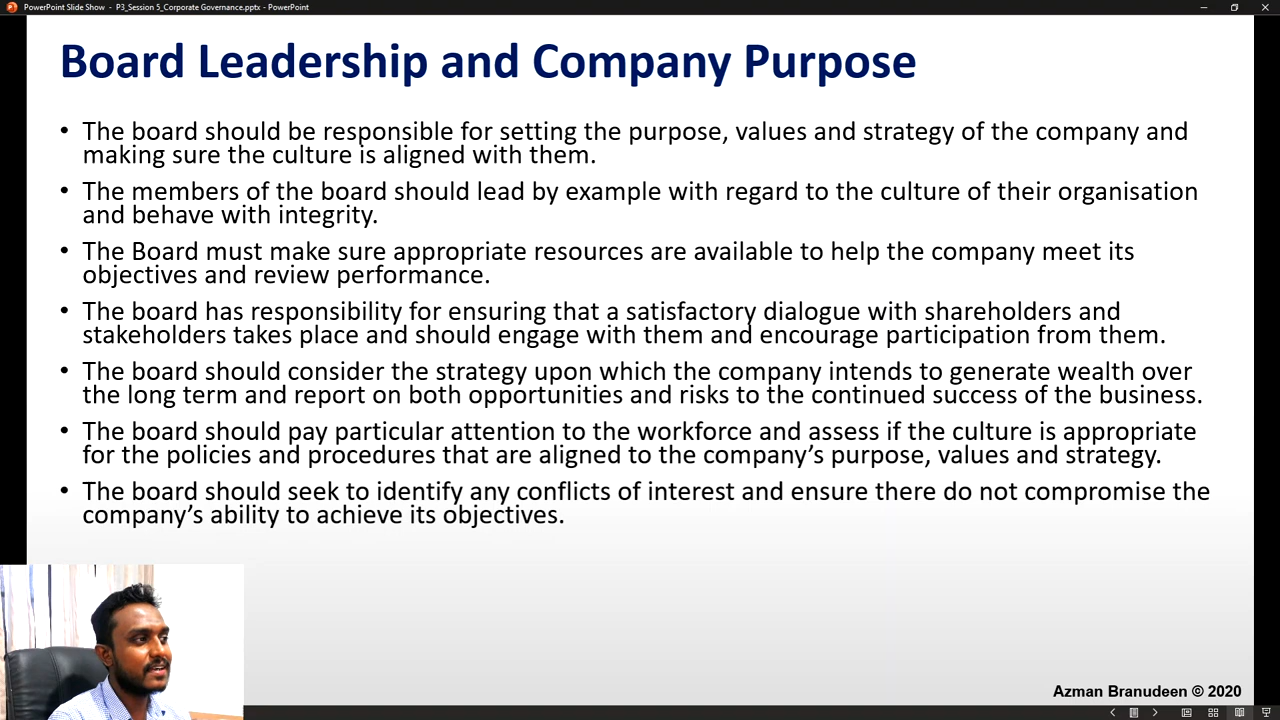 PowerPoint Slide Show - P3_Session 5_Corporate Governance.pptx - PowerPoint
Board Leadership and Company Purpose
• The board should be responsible for setting the purpose, values and strategy of the company and
making sure the culture is aligned with them.
• The members of the board should lead by example with regard to the culture of their organisation
and behave with integrity.
• The Board must make sure appropriate resources are available to help the company meet its
objectives and review performance.
• The board has responsibility for ensuring that a satisfactory dialogue with shareholders and
stakeholders takes place and should engage with them and encourage participation from them.
• The board should consider the strategy upon which the company intends to generate wealth over
the long term and report on both opportunities and risks to the continued success of the business.
• The board should pay particular attention to the workforce and assess if the culture is appropriate
for the policies and procedures that are aligned to the company’s purpose, values and strategy.
• The board should seek to identify any conflicts of interest and ensure there do not compromise the
company’s ability to achieve its objectives.
Azman Branudeen © 2020